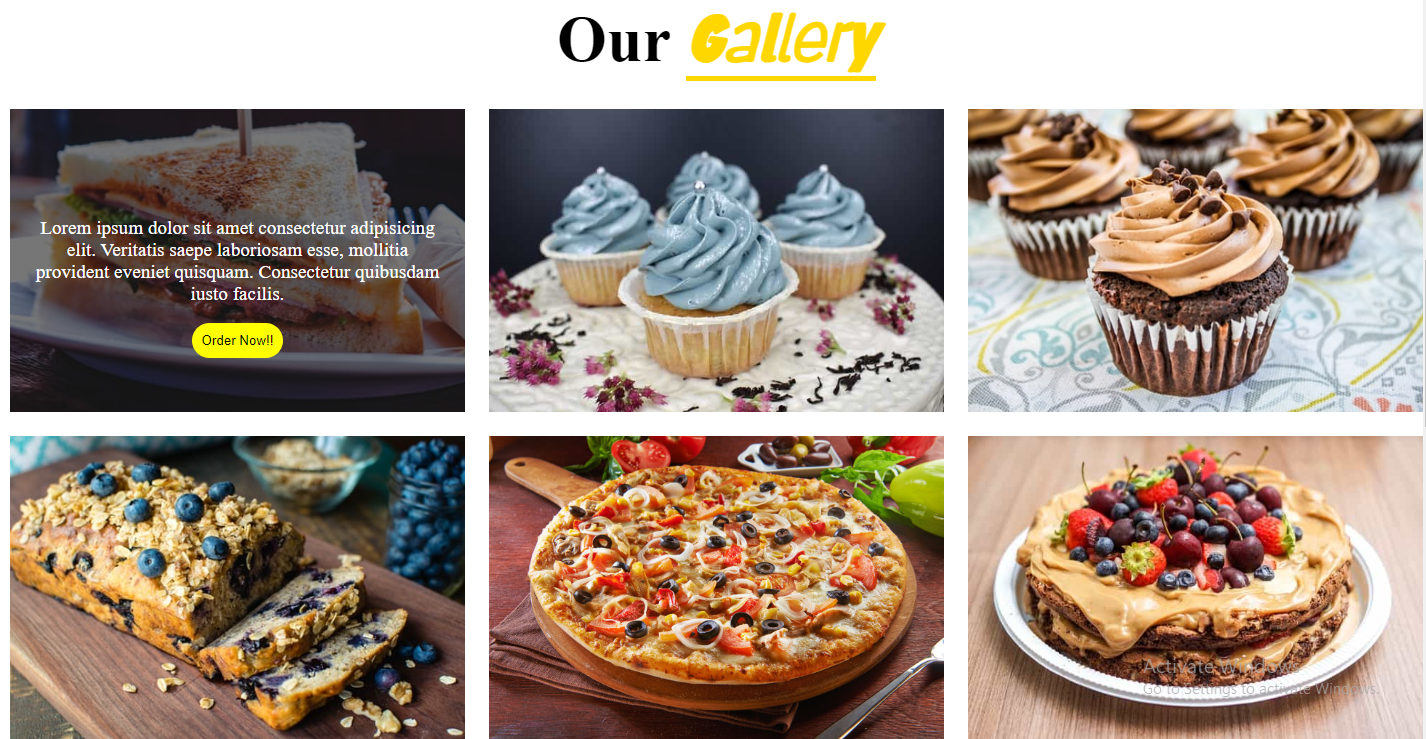 Our Gallery
Lorem ipsum dolor sit amet consectetur adipisicing
elit. Veritatis saepe laboriosam esse, mollitia
provident eveniet quisquam. Consectetur quibusdam
iusto facilis.
Order Now!!
Activate Windows
Go to Settings to activate Windows.